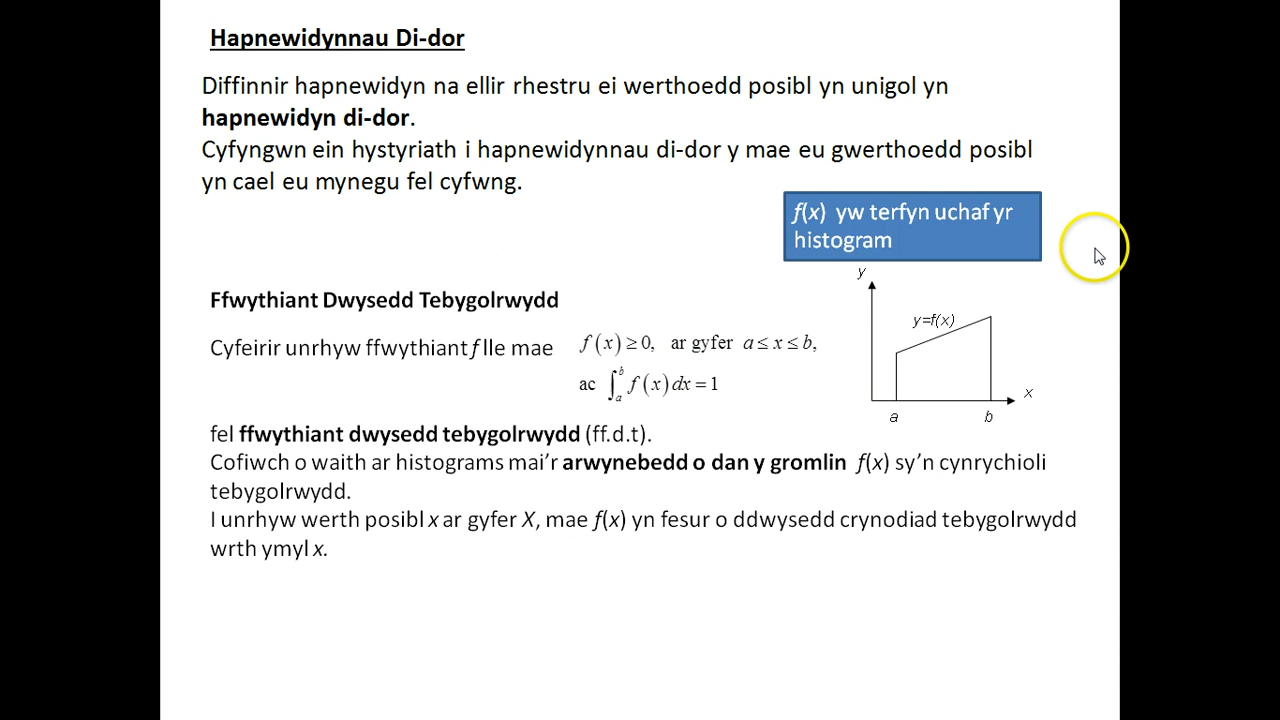 Hapnewidynnau Di-dor
Diffinnir hapnewidyn na ellir rhestru ei werthoedd posibl yn unigol yn
hapnewidyn di-dor.
Cyfyngwn ein hystyriath i hapnewidynnau di-dor y mae eu gwerthoedd posibl
yn cael eu mynegu fel cyfwng.
f(x) yw terfyn uchaf yr
histogram
y
y=f(x)
x
a b
Ffwythiant Dwysedd Tebygolrwydd
Cyfeirir unrhyw ffwythiant f lle mae f(x) ≥ 0, ar gyfer a ≤ x ≤ b,
ac ∫_a^b f(x) dx = 1
fel ffwythiant dwysedd tebygolrwydd (ff.d.t).
Cofiwch o waith ar histograms mai'r arwynebedd o dan y gromlin f(x) sy'n cynrychioli
tebygolrwydd.
I unrhyw werth posibl x ar gyfer X, mae f(x) yn fesur o ddwysedd crynodiad tebygolrwydd
wrth ymyl x.